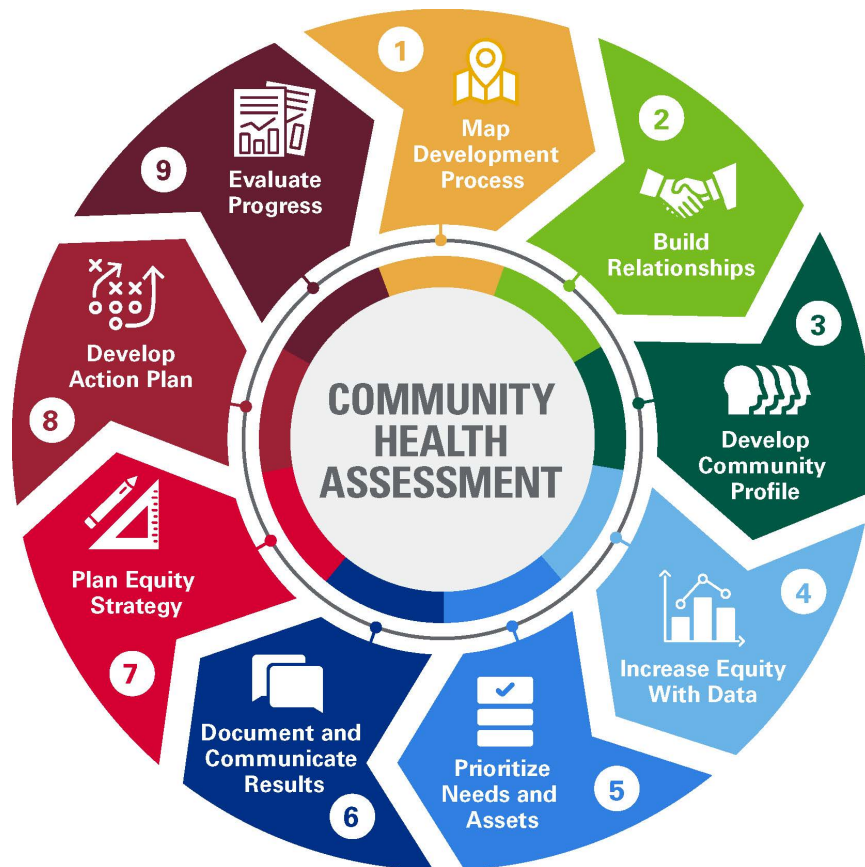 COMMUNITY
HEALTH
ASSESSMENT
1
Map
Development
Process
2
Build
Relationships
3
Develop
Community
Profile
4
Increase Equity
With Data
5
Prioritize
Needs and
Assets
6
Document and
Communicate
Results
7
Plan Equity
Strategy
8
Develop
Action Plan
9
Evaluate
Progress